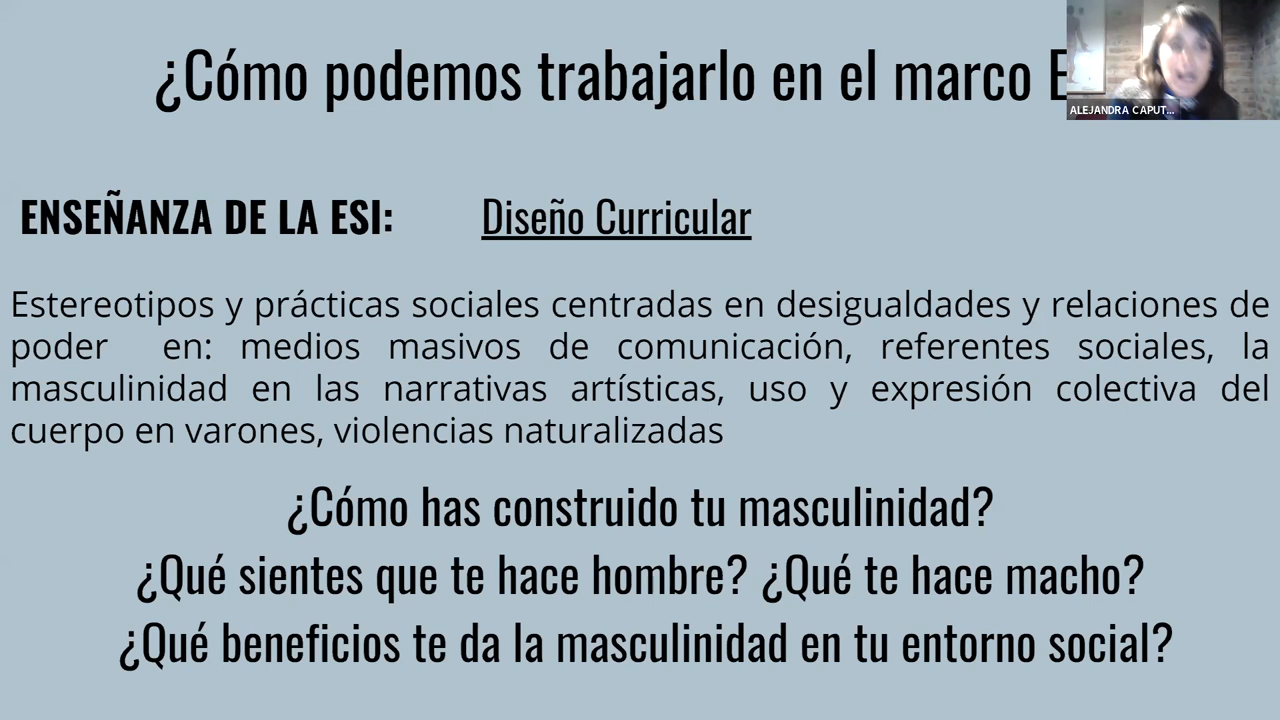 ¿Cómo podemos trabajarlo en el marco E
ALEJANDRA CAPUT...
ENSEÑANZA DE LA ESI: Diseño Curricular
Estereotipos y prácticas sociales centradas en desigualdades y relaciones de
poder en: medios masivos de comunicación, referentes sociales, la
masculinidad en las narrativas artísticas, uso y expresión colectiva del
cuerpo en varones, violencias naturalizadas
¿Cómo has construido tu masculinidad?
¿Qué sientes que te hace hombre? ¿Qué te hace macho?
¿Qué beneficios te da la masculinidad en tu entorno social?